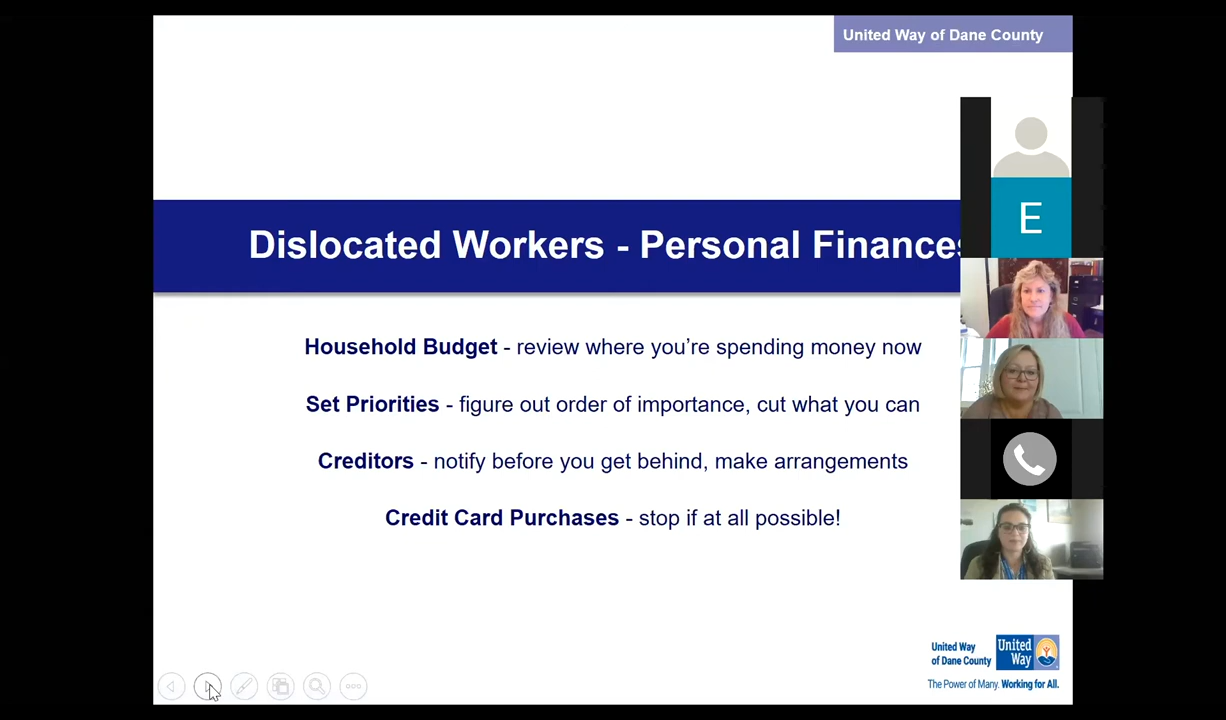 United Way of Dane County
E
Dislocated Workers - Personal Finances
Household Budget - review where you’re spending money now
Set Priorities - figure out order of importance, cut what you can
Creditors - notify before you get behind, make arrangements
Credit Card Purchases - stop if at all possible!
United Way
of Dane County
United
Way
The Power of Many. Working for All.